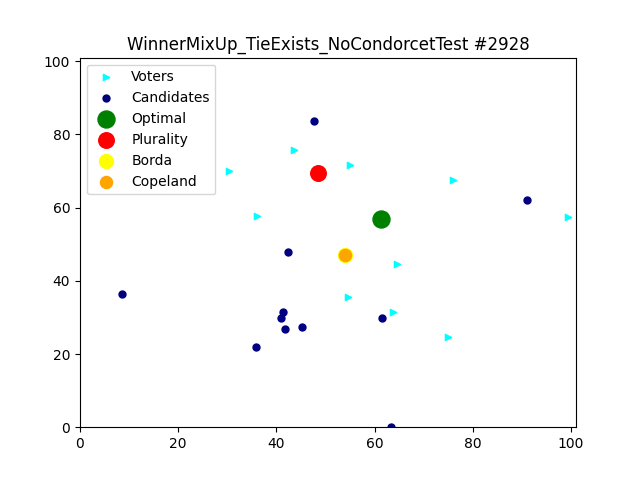 WinnerMixUp_TieExists_NoCondorcetTest #2928
Voters
Candidates
Optimal
Plurality
Borda
Copeland
100
80
60
40
20
0
0 20 40 60 80 100